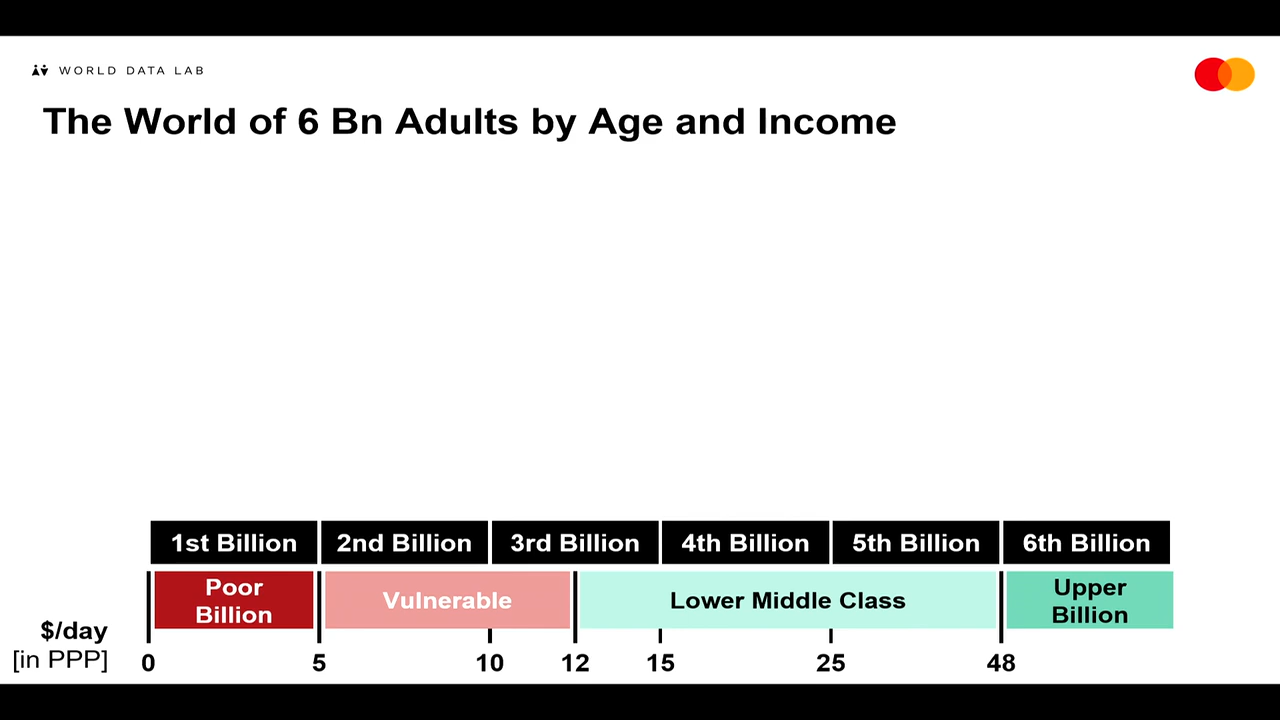 WORLD DATA LAB
The World of 6 Bn Adults by Age and Income
1st Billion 2nd Billion 3rd Billion 4th Billion 5th Billion 6th Billion
Poor
Billion
Vulnerable
Lower Middle Class
Upper
Billion
$/day
[in PPP]
0 5 10 12 15 25 48